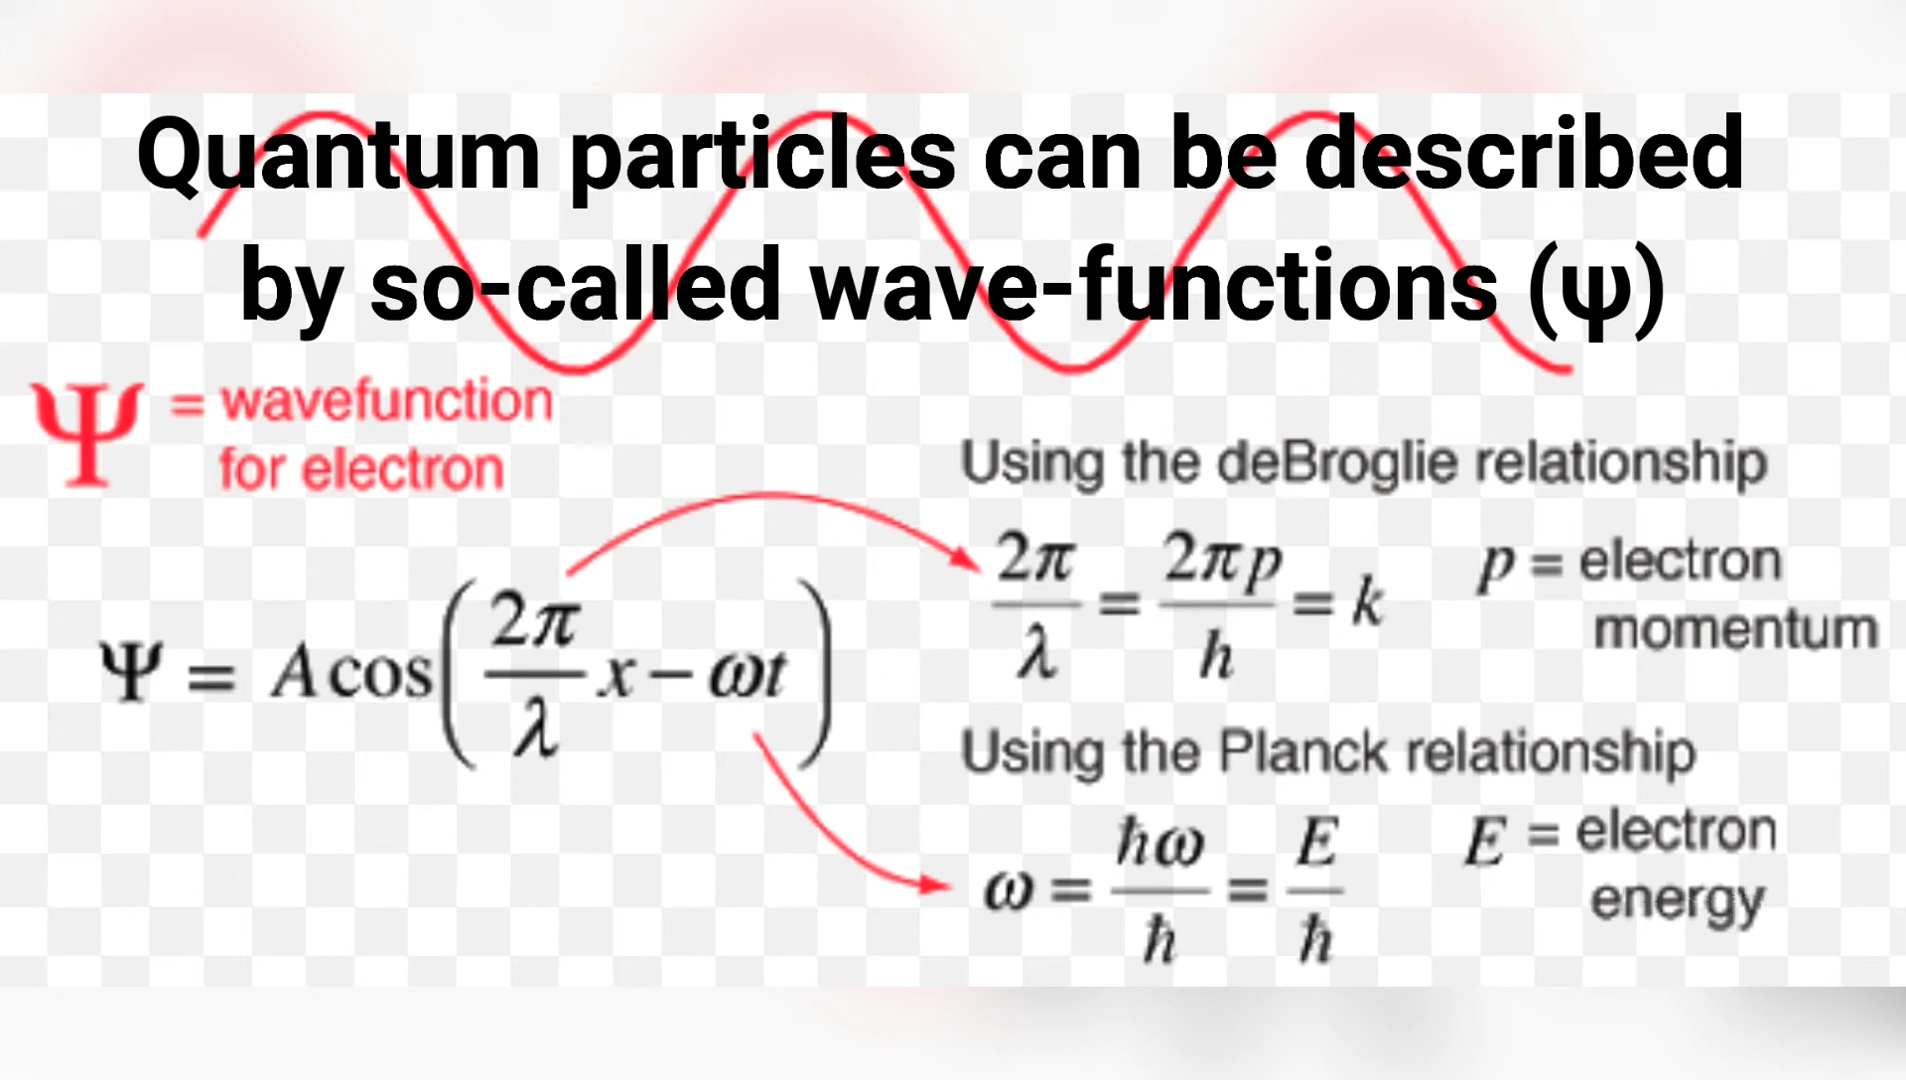 Quantum particles can be described
by so-called wave-functions (ψ)
Ψ = wavefunction
for electron
Using the deBroglie relationship
2π/λ = 2πp/h = k
p = electron
momentum
Ψ = A cos(2π/λ x − ωt)
Using the Planck relationship
ω = ħω/ħ = E/ħ
E = electron
energy